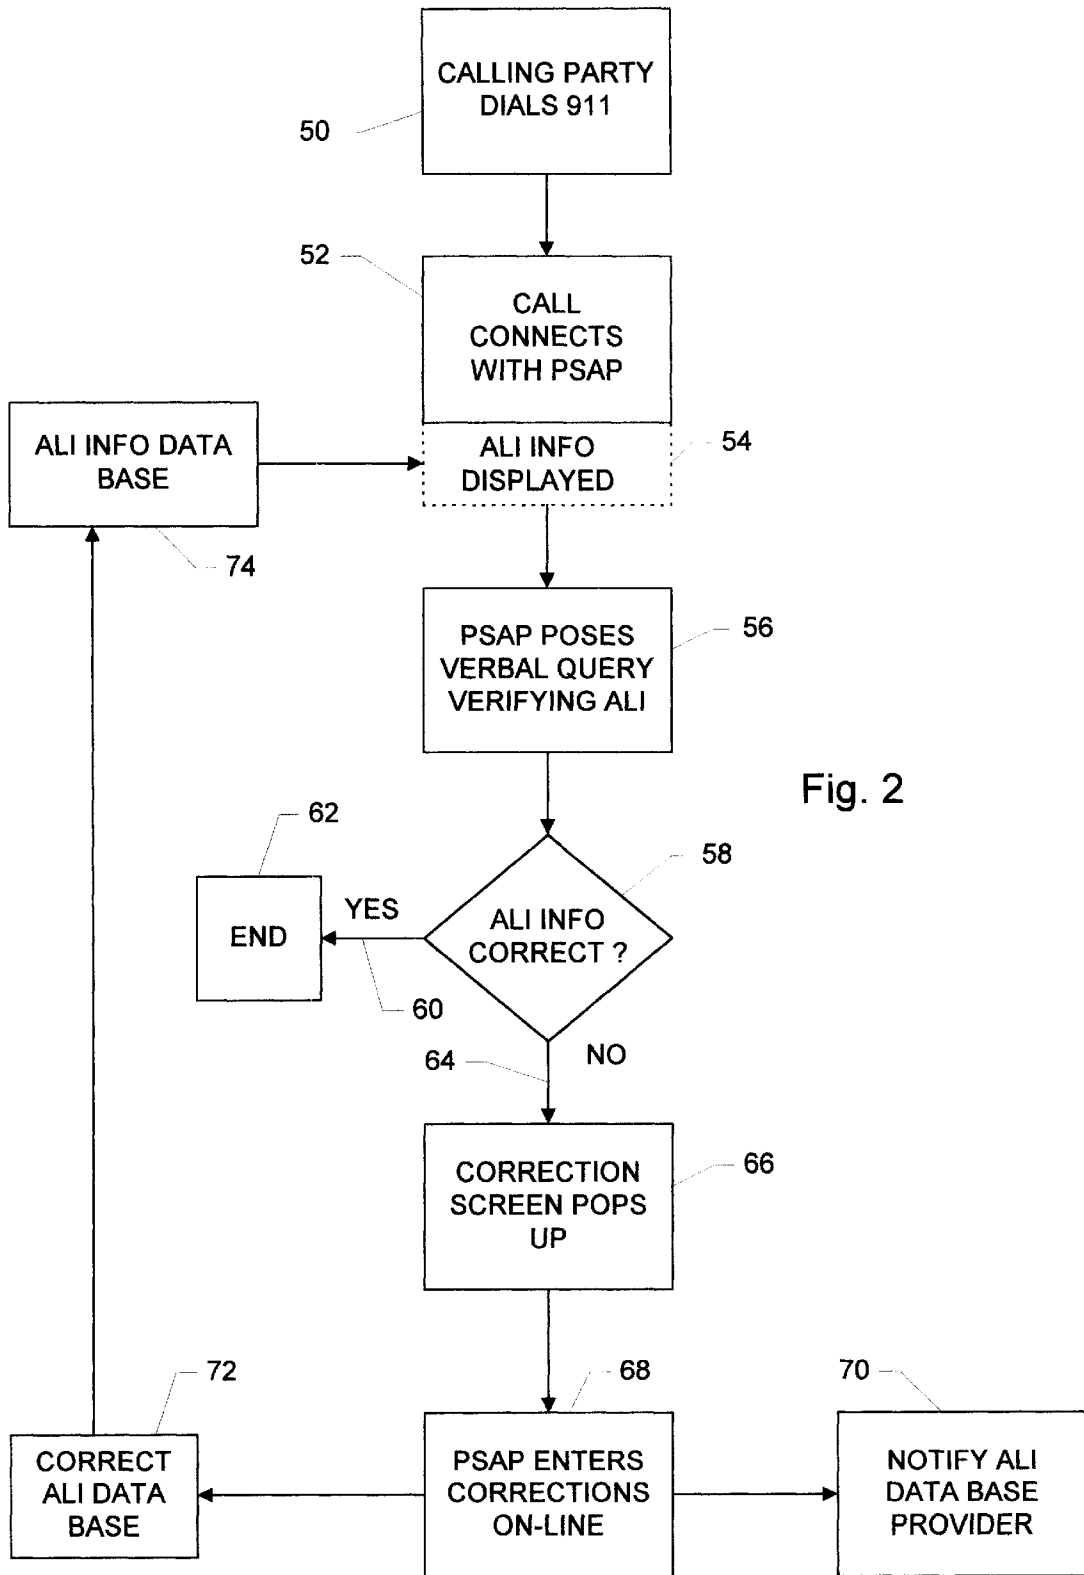 CALLING PARTY
DIALS 911
50
52
CALL
CONNECTS
WITH PSAP
ALI INFO DATA
BASE
ALI INFO
DISPLAYED
54
74
PSAP POSES
VERBAL QUERY
VERIFYING ALI
56
Fig. 2
62
58
END
YES
ALI INFO
CORRECT ?
60
64
NO
CORRECTION
SCREEN POPS
UP
66
72
68
70
CORRECT
ALI DATA
BASE
PSAP ENTERS
CORRECTIONS
ON-LINE
NOTIFY ALI
DATA BASE
PROVIDER